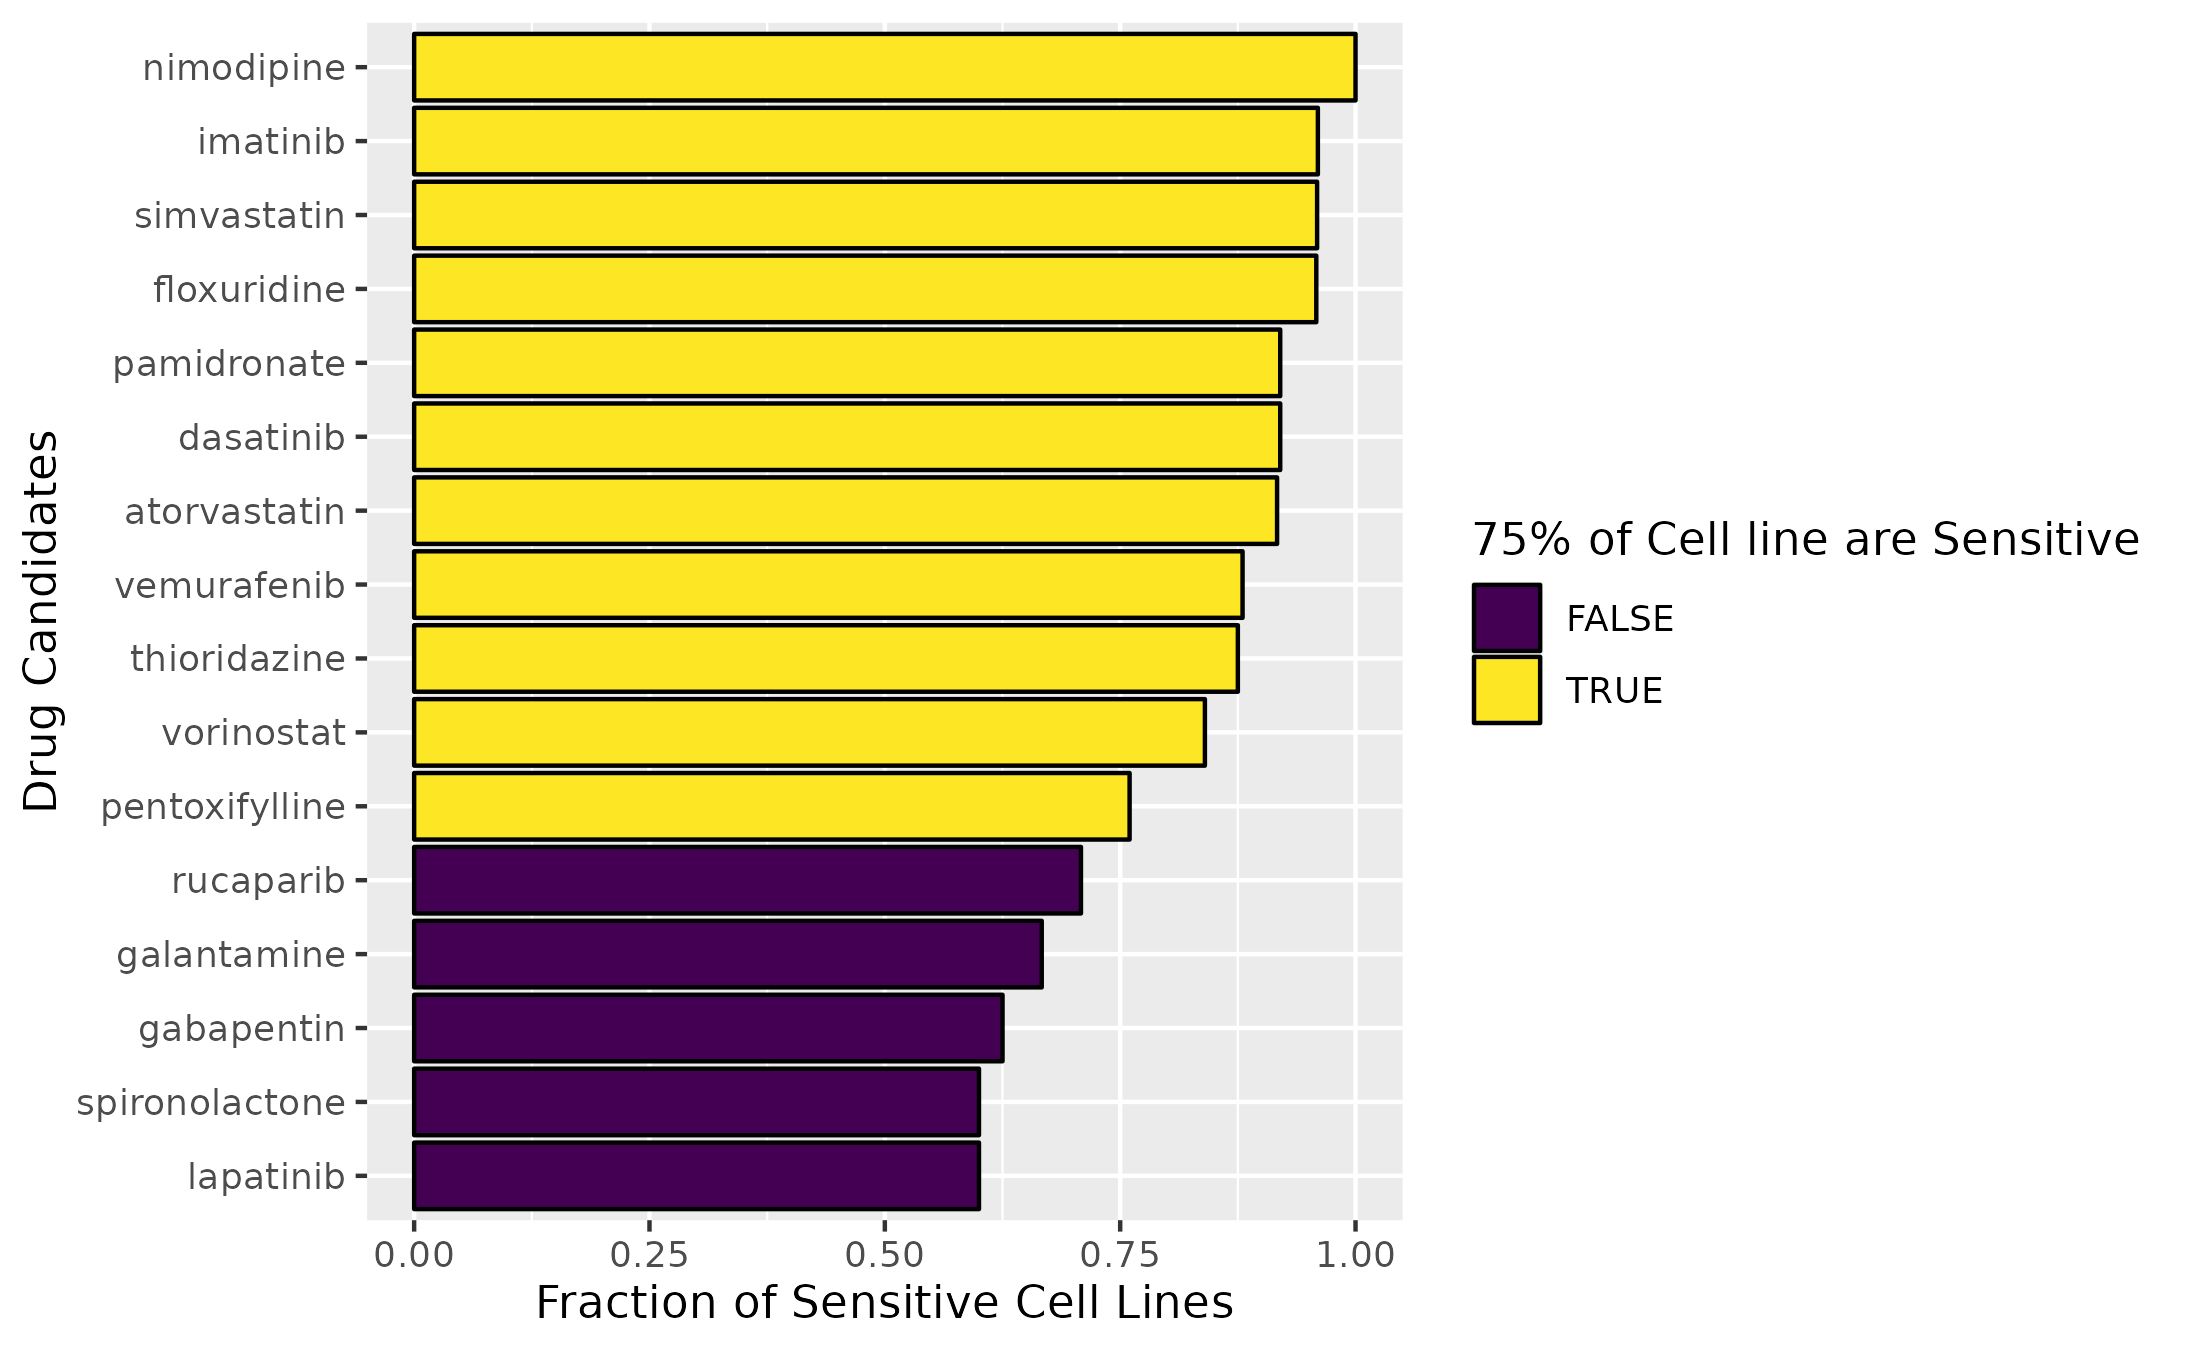 nimodipine
imatinib
simvastatin
floxuridine
pamidronate
dasatinib
atorvastatin
vemurafenib
thioridazine
vorinostat
pentoxifylline
rucaparib
galantamine
gabapentin
spironolactone
lapatinib
Drug Candidates
0.00 0.25 0.50 0.75 1.00
Fraction of Sensitive Cell Lines
75% of Cell line are Sensitive
FALSE
TRUE